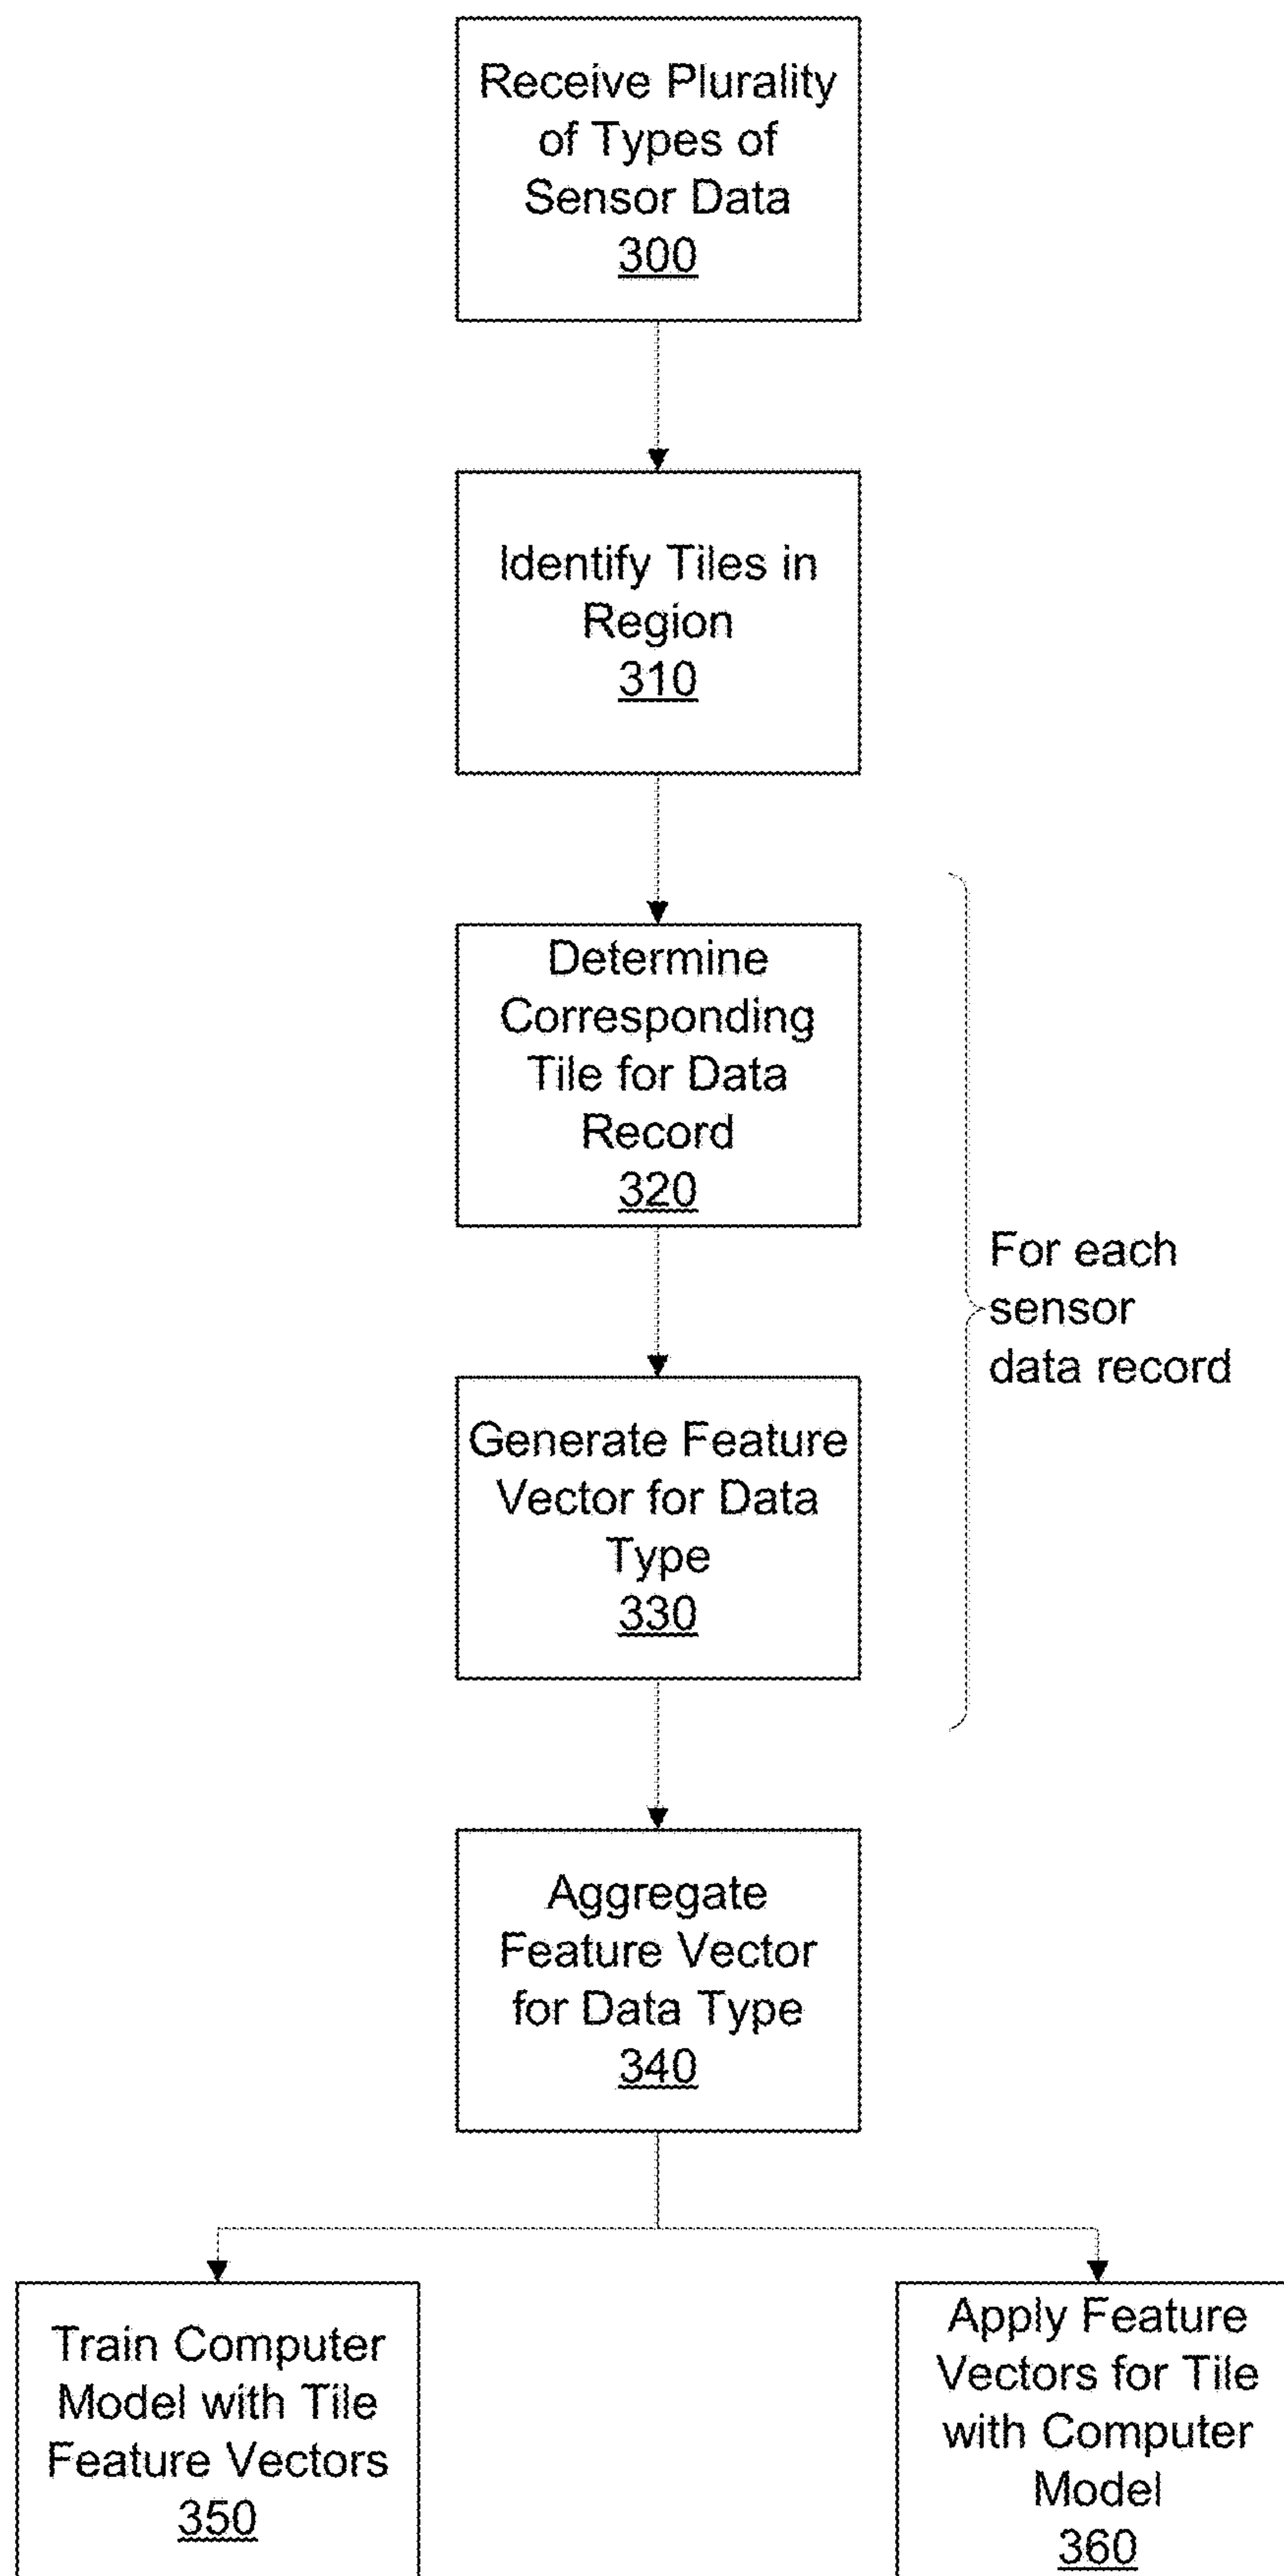 Receive Plurality
of Types of
Sensor Data
300
Identify Tiles in
Region
310
Determine
Corresponding
Tile for Data
Record
320
For each
sensor
data record
Generate Feature
Vector for Data
Type
330
Aggregate
Feature Vector
for Data Type
340
Train Computer
Model with Tile
Feature Vectors
350
Apply Feature
Vectors for Tile
with Computer
Model
360